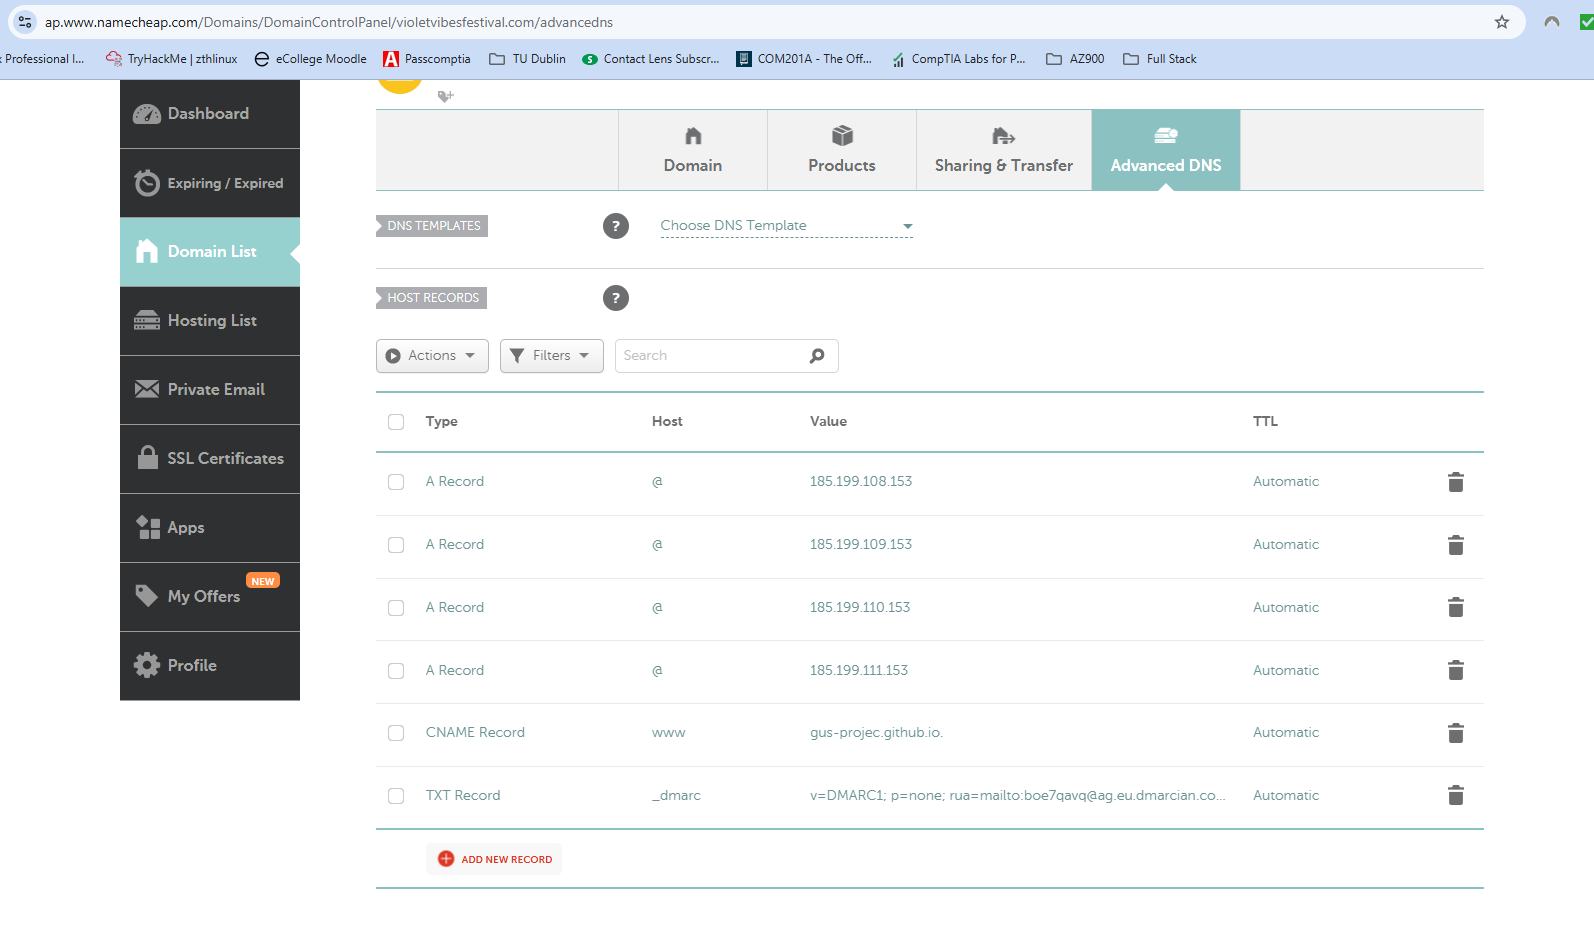 ap.www.namecheap.com/Domains/DomainControlPanel/violetvibesfestival.com/advanceddns
Professional I...
TryHackMe | zthlinux
eCollege Moodle
Passcomptia
TU Dublin
Contact Lens Subscr...
COM201A - The Off...
CompTIA Labs for P...
AZ900
Full Stack
Dashboard
Expiring / Expired
Domain List
Hosting List
Private Email
SSL Certificates
Apps
NEW
My Offers
Profile
Domain
Products
Sharing & Transfer
Advanced DNS
DNS TEMPLATES
?
Choose DNS Template
HOST RECORDS
?
Actions
Filters
Search
Type Host Value TTL
A Record @ 185.199.108.153 Automatic
A Record @ 185.199.109.153 Automatic
A Record @ 185.199.110.153 Automatic
A Record @ 185.199.111.153 Automatic
CNAME Record www gus-projec.github.io. Automatic
TXT Record _dmarc v=DMARC1; p=none; rua=mailto:boe7qavq@ag.eu.dmarcian.co... Automatic
ADD NEW RECORD